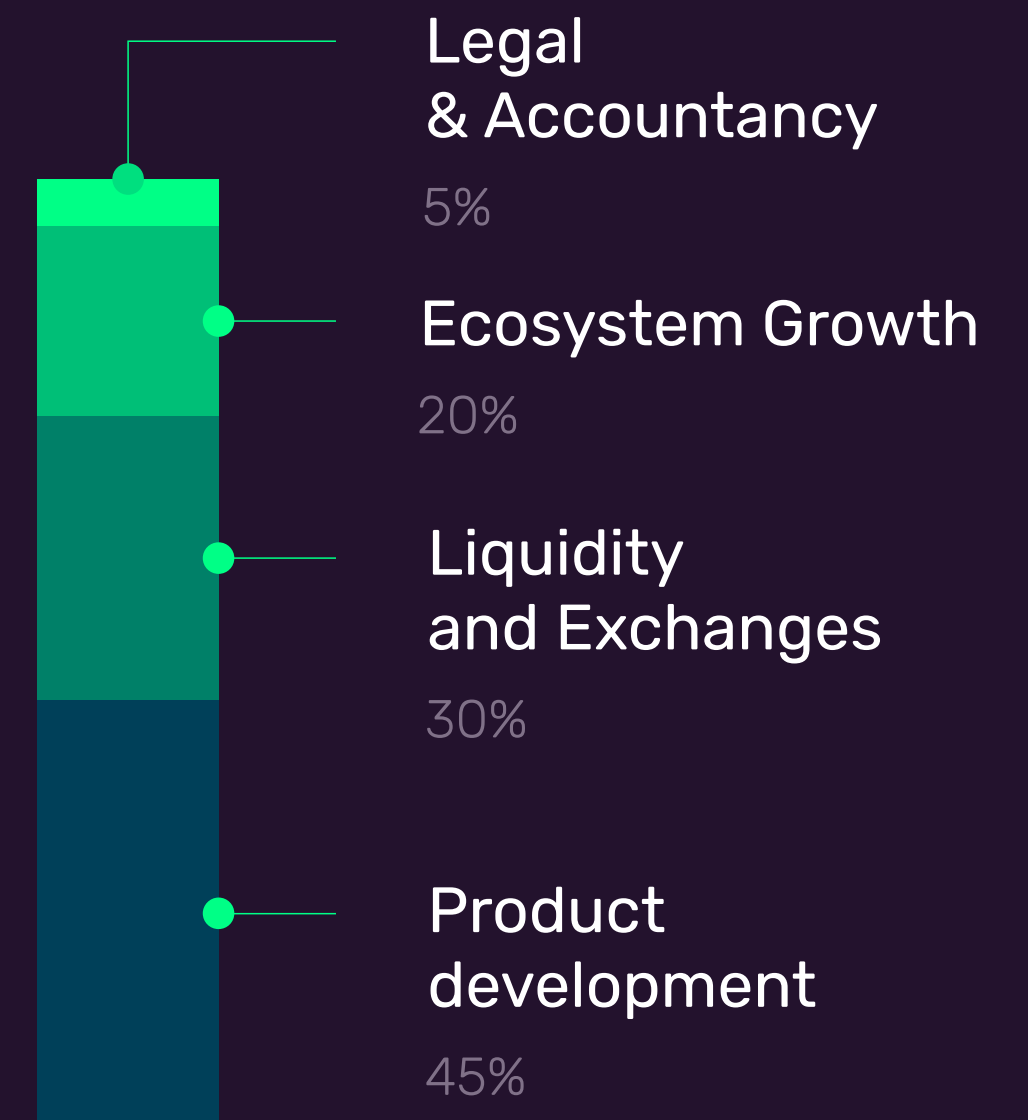 Legal
& Accountancy
5%
Ecosystem Growth
20%
Liquidity
and Exchanges
30%
Product
development
45%